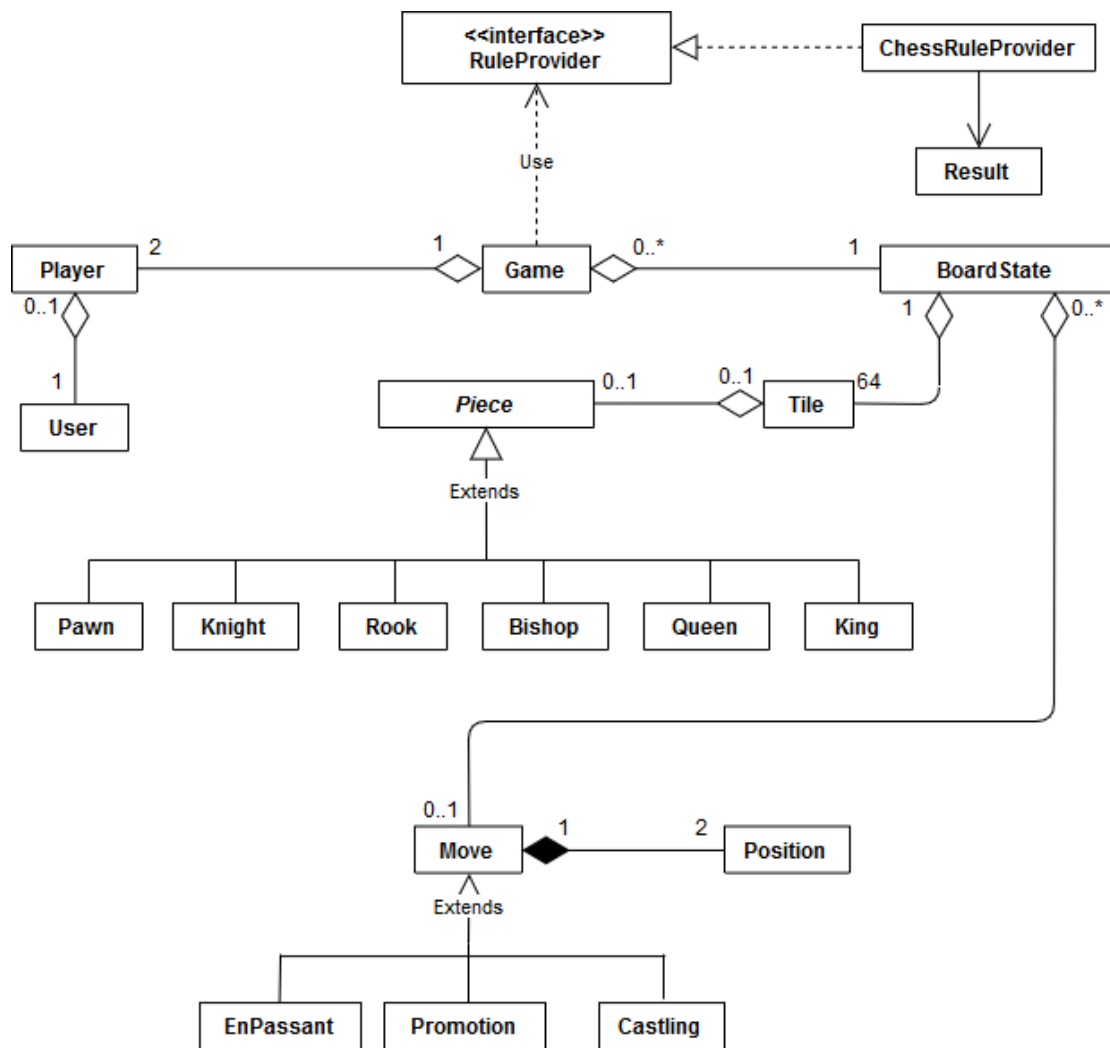 <<interface>>
RuleProvider
ChessRuleProvider
Use
Result
2
1
0..*
1
Player
Game
BoardState
0..1
1
0..*
1
User
0..1
0..1
64
Piece
Tile
Extends
Pawn
Knight
Rook
Bishop
Queen
King
0..1
1
2
Move
Position
Extends
EnPassant
Promotion
Castling